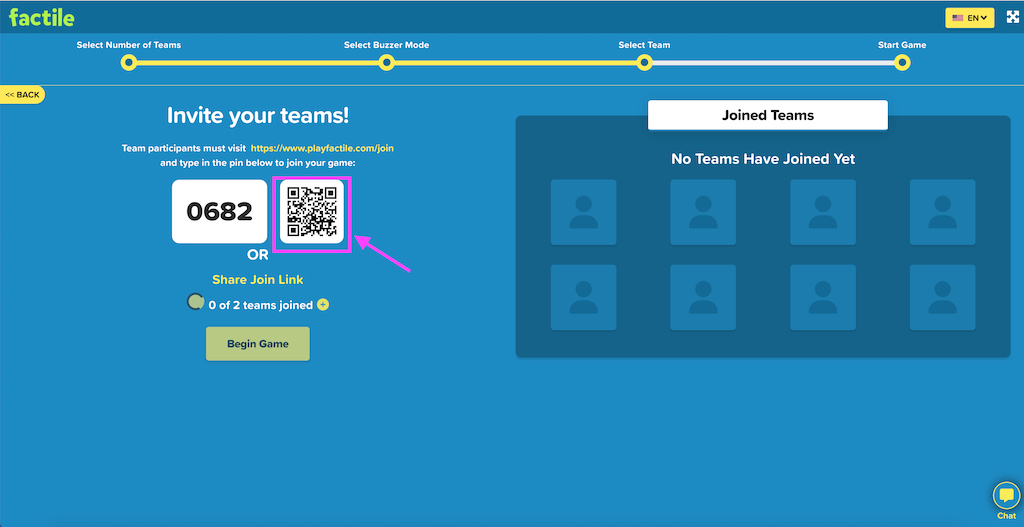 factile
EN
Select Number of Teams
Select Buzzer Mode
Select Team
Start Game
<< BACK
Invite your teams!
Team participants must visit https://www.playfactile.com/join
and type in the pin below to join your game:
0682
OR
Share Join Link
0 of 2 teams joined +
Begin Game
Joined Teams
No Teams Have Joined Yet
Chat